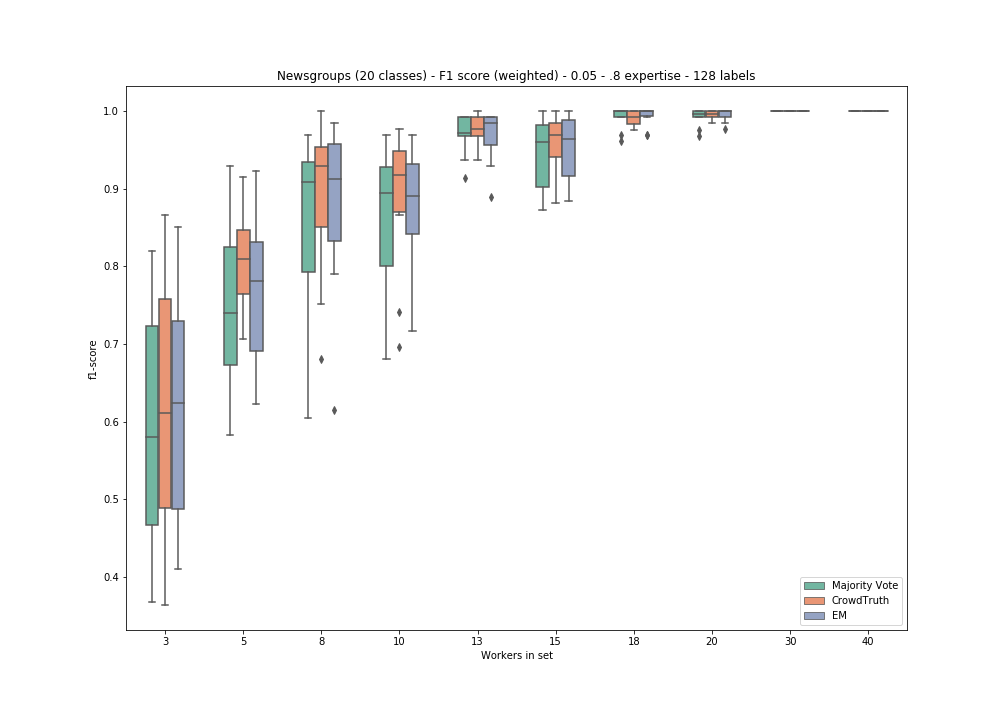 Newsgroups (20 classes) - F1 score (weighted) - 0.05 - .8 expertise - 128 labels
f1-score
1.0
0.9
0.8
0.7
0.6
0.5
0.4
Majority Vote
CrowdTruth
EM
3 5 8 10 13 15 18 20 30 40
Workers in set